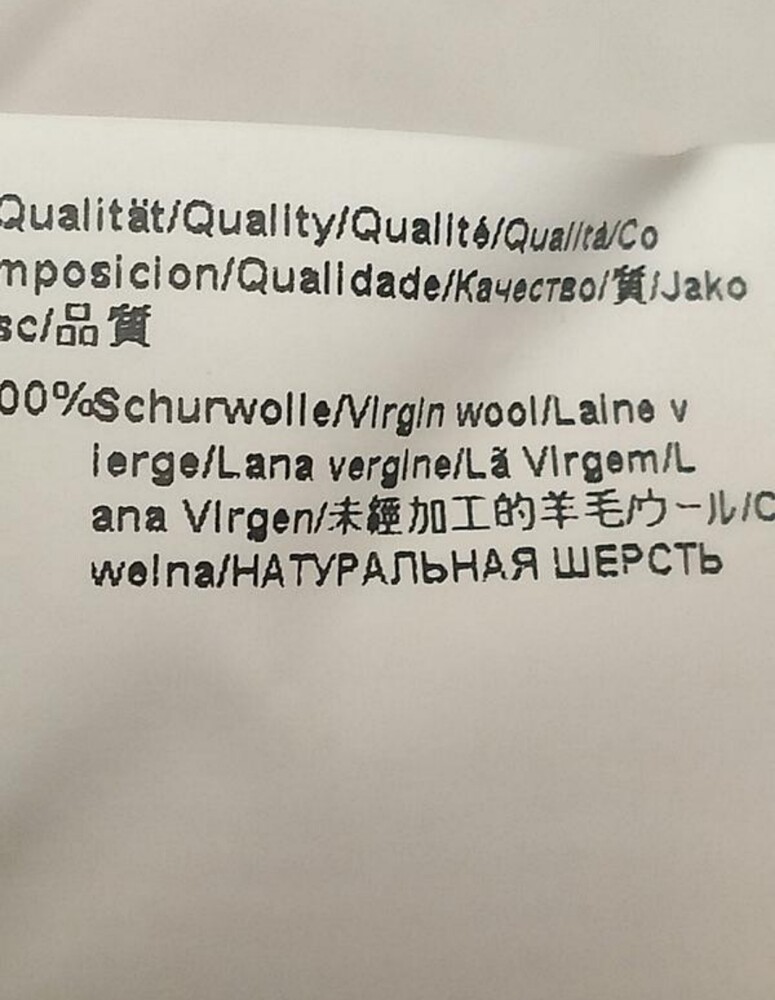 Qualität/Quality/Qualité/Qualitá/Co
mposicion/Qualidade/Качество/質/Jako
sc/品質
00%Schurwolle/Virgin wool/Laine v
ierge/Lana vergine/Lã Virgem/L
ana Virgen/未經加工的羊毛/ウール/C
welna/НАТУРАЛЬНАЯ ШЕРСТЬ